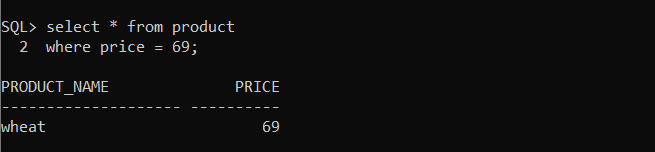 SQL> select * from product
  2  where price = 69;
PRODUCT_NAME              PRICE
-------------------- ----------
wheat                        69